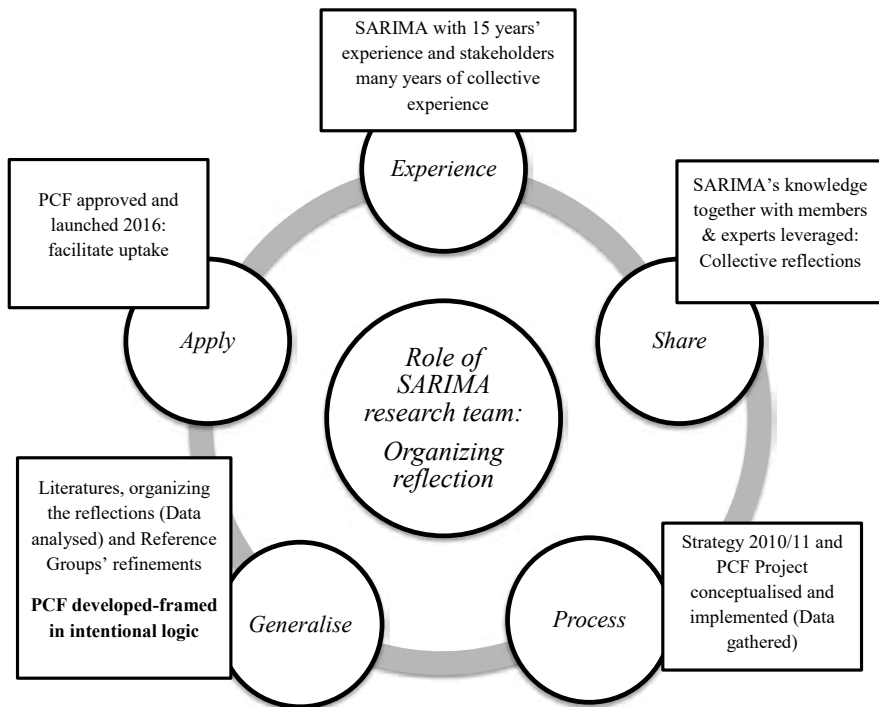 SARIMA with 15 years’
experience and stakeholders
many years of collective
experience
Experience
PCF approved and
launched 2016:
facilitate uptake
Apply
SARIMA’s knowledge
together with members
& experts leveraged:
Collective reflections
Share
Role of
SARIMA
research team:
Organizing
reflection
Literatures, organizing
the reflections (Data
analysed) and Reference
Groups’ refinements
PCF developed-framed
in intentional logic
Generalise
Strategy 2010/11 and
PCF Project
conceptualised and
implemented (Data
gathered)
Process